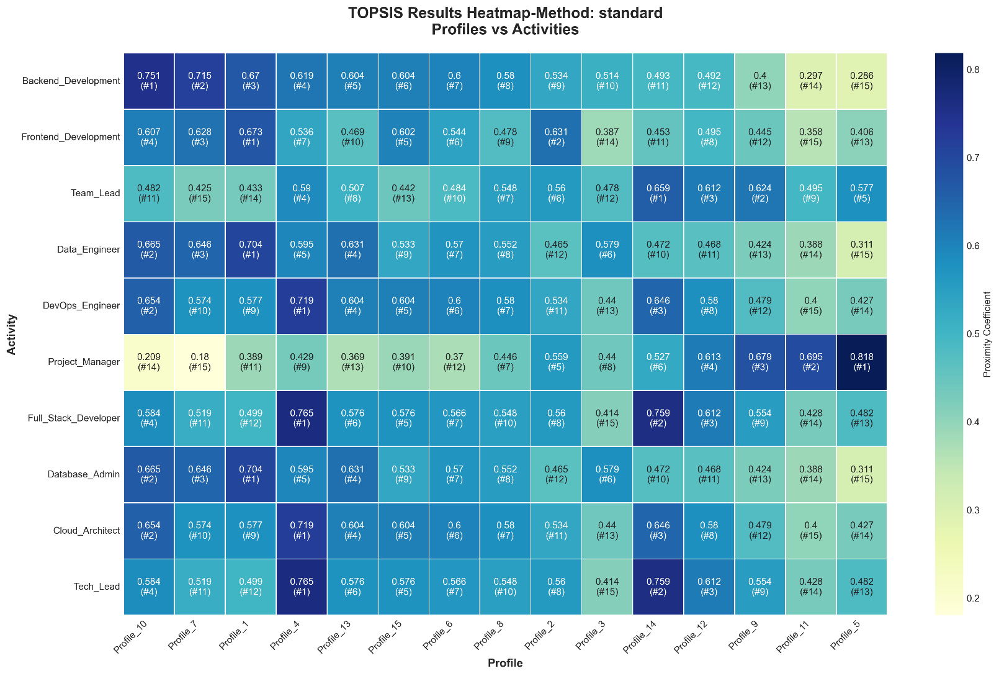 TOPSIS Results Heatmap-Method: standard
Profiles vs Activities
Activity
Backend_Development 0.751 0.715 0.67 0.619 0.604 0.604 0.6 0.58 0.534 0.514 0.493 0.492 0.4 0.297 0.286
(#1) (#2) (#3) (#4) (#5) (#6) (#7) (#8) (#9) (#10) (#11) (#12) (#13) (#14) (#15)
Frontend_Development 0.607 0.628 0.673 0.536 0.469 0.602 0.544 0.478 0.631 0.387 0.453 0.495 0.445 0.358 0.406
(#4) (#3) (#1) (#7) (#10) (#5) (#6) (#9) (#2) (#14) (#11) (#8) (#12) (#15) (#13)
Team_Lead 0.482 0.425 0.433 0.59 0.507 0.442 0.484 0.548 0.56 0.478 0.659 0.612 0.624 0.495 0.577
(#11) (#15) (#14) (#4) (#8) (#13) (#10) (#7) (#6) (#12) (#1) (#3) (#2) (#9) (#5)
Data_Engineer 0.665 0.646 0.704 0.595 0.631 0.533 0.57 0.552 0.465 0.579 0.472 0.468 0.424 0.388 0.311
(#2) (#3) (#1) (#5) (#4) (#9) (#7) (#8) (#12) (#6) (#10) (#11) (#13) (#14) (#15)
DevOps_Engineer 0.654 0.574 0.577 0.719 0.604 0.604 0.6 0.58 0.534 0.44 0.646 0.58 0.479 0.4 0.427
(#2) (#10) (#9) (#1) (#4) (#5) (#6) (#7) (#11) (#13) (#3) (#8) (#12) (#15) (#14)
Project_Manager 0.209 0.18 0.389 0.429 0.369 0.391 0.37 0.446 0.559 0.44 0.527 0.613 0.679 0.695 0.818
(#14) (#15) (#11) (#9) (#13) (#10) (#12) (#7) (#5) (#8) (#6) (#4) (#3) (#2) (#1)
Full_Stack_Developer 0.584 0.519 0.499 0.765 0.576 0.576 0.566 0.548 0.56 0.414 0.759 0.612 0.554 0.428 0.482
(#4) (#11) (#12) (#1) (#6) (#5) (#7) (#10) (#8) (#15) (#2) (#3) (#9) (#14) (#13)
Database_Admin 0.665 0.646 0.704 0.595 0.631 0.533 0.57 0.552 0.465 0.579 0.472 0.468 0.424 0.388 0.311
(#2) (#3) (#1) (#5) (#4) (#9) (#7) (#8) (#12) (#6) (#10) (#11) (#13) (#14) (#15)
Cloud_Architect 0.654 0.574 0.577 0.719 0.604 0.604 0.6 0.58 0.534 0.44 0.646 0.58 0.479 0.4 0.427
(#2) (#10) (#9) (#1) (#4) (#5) (#6) (#7) (#11) (#13) (#3) (#8) (#12) (#15) (#14)
Tech_Lead 0.584 0.519 0.499 0.765 0.576 0.576 0.566 0.548 0.56 0.414 0.759 0.612 0.554 0.428 0.482
(#4) (#11) (#12) (#1) (#6) (#5) (#7) (#10) (#8) (#15) (#2) (#3) (#9) (#14) (#13)
Profile_10 Profile_7 Profile_1 Profile_4 Profile_13 Profile_15 Profile_6 Profile_8 Profile_2 Profile_3 Profile_14 Profile_12 Profile_9 Profile_11 Profile_5
Profile
0.8
0.7
0.6
0.5
0.4
0.3
0.2
Proximity Coefficient